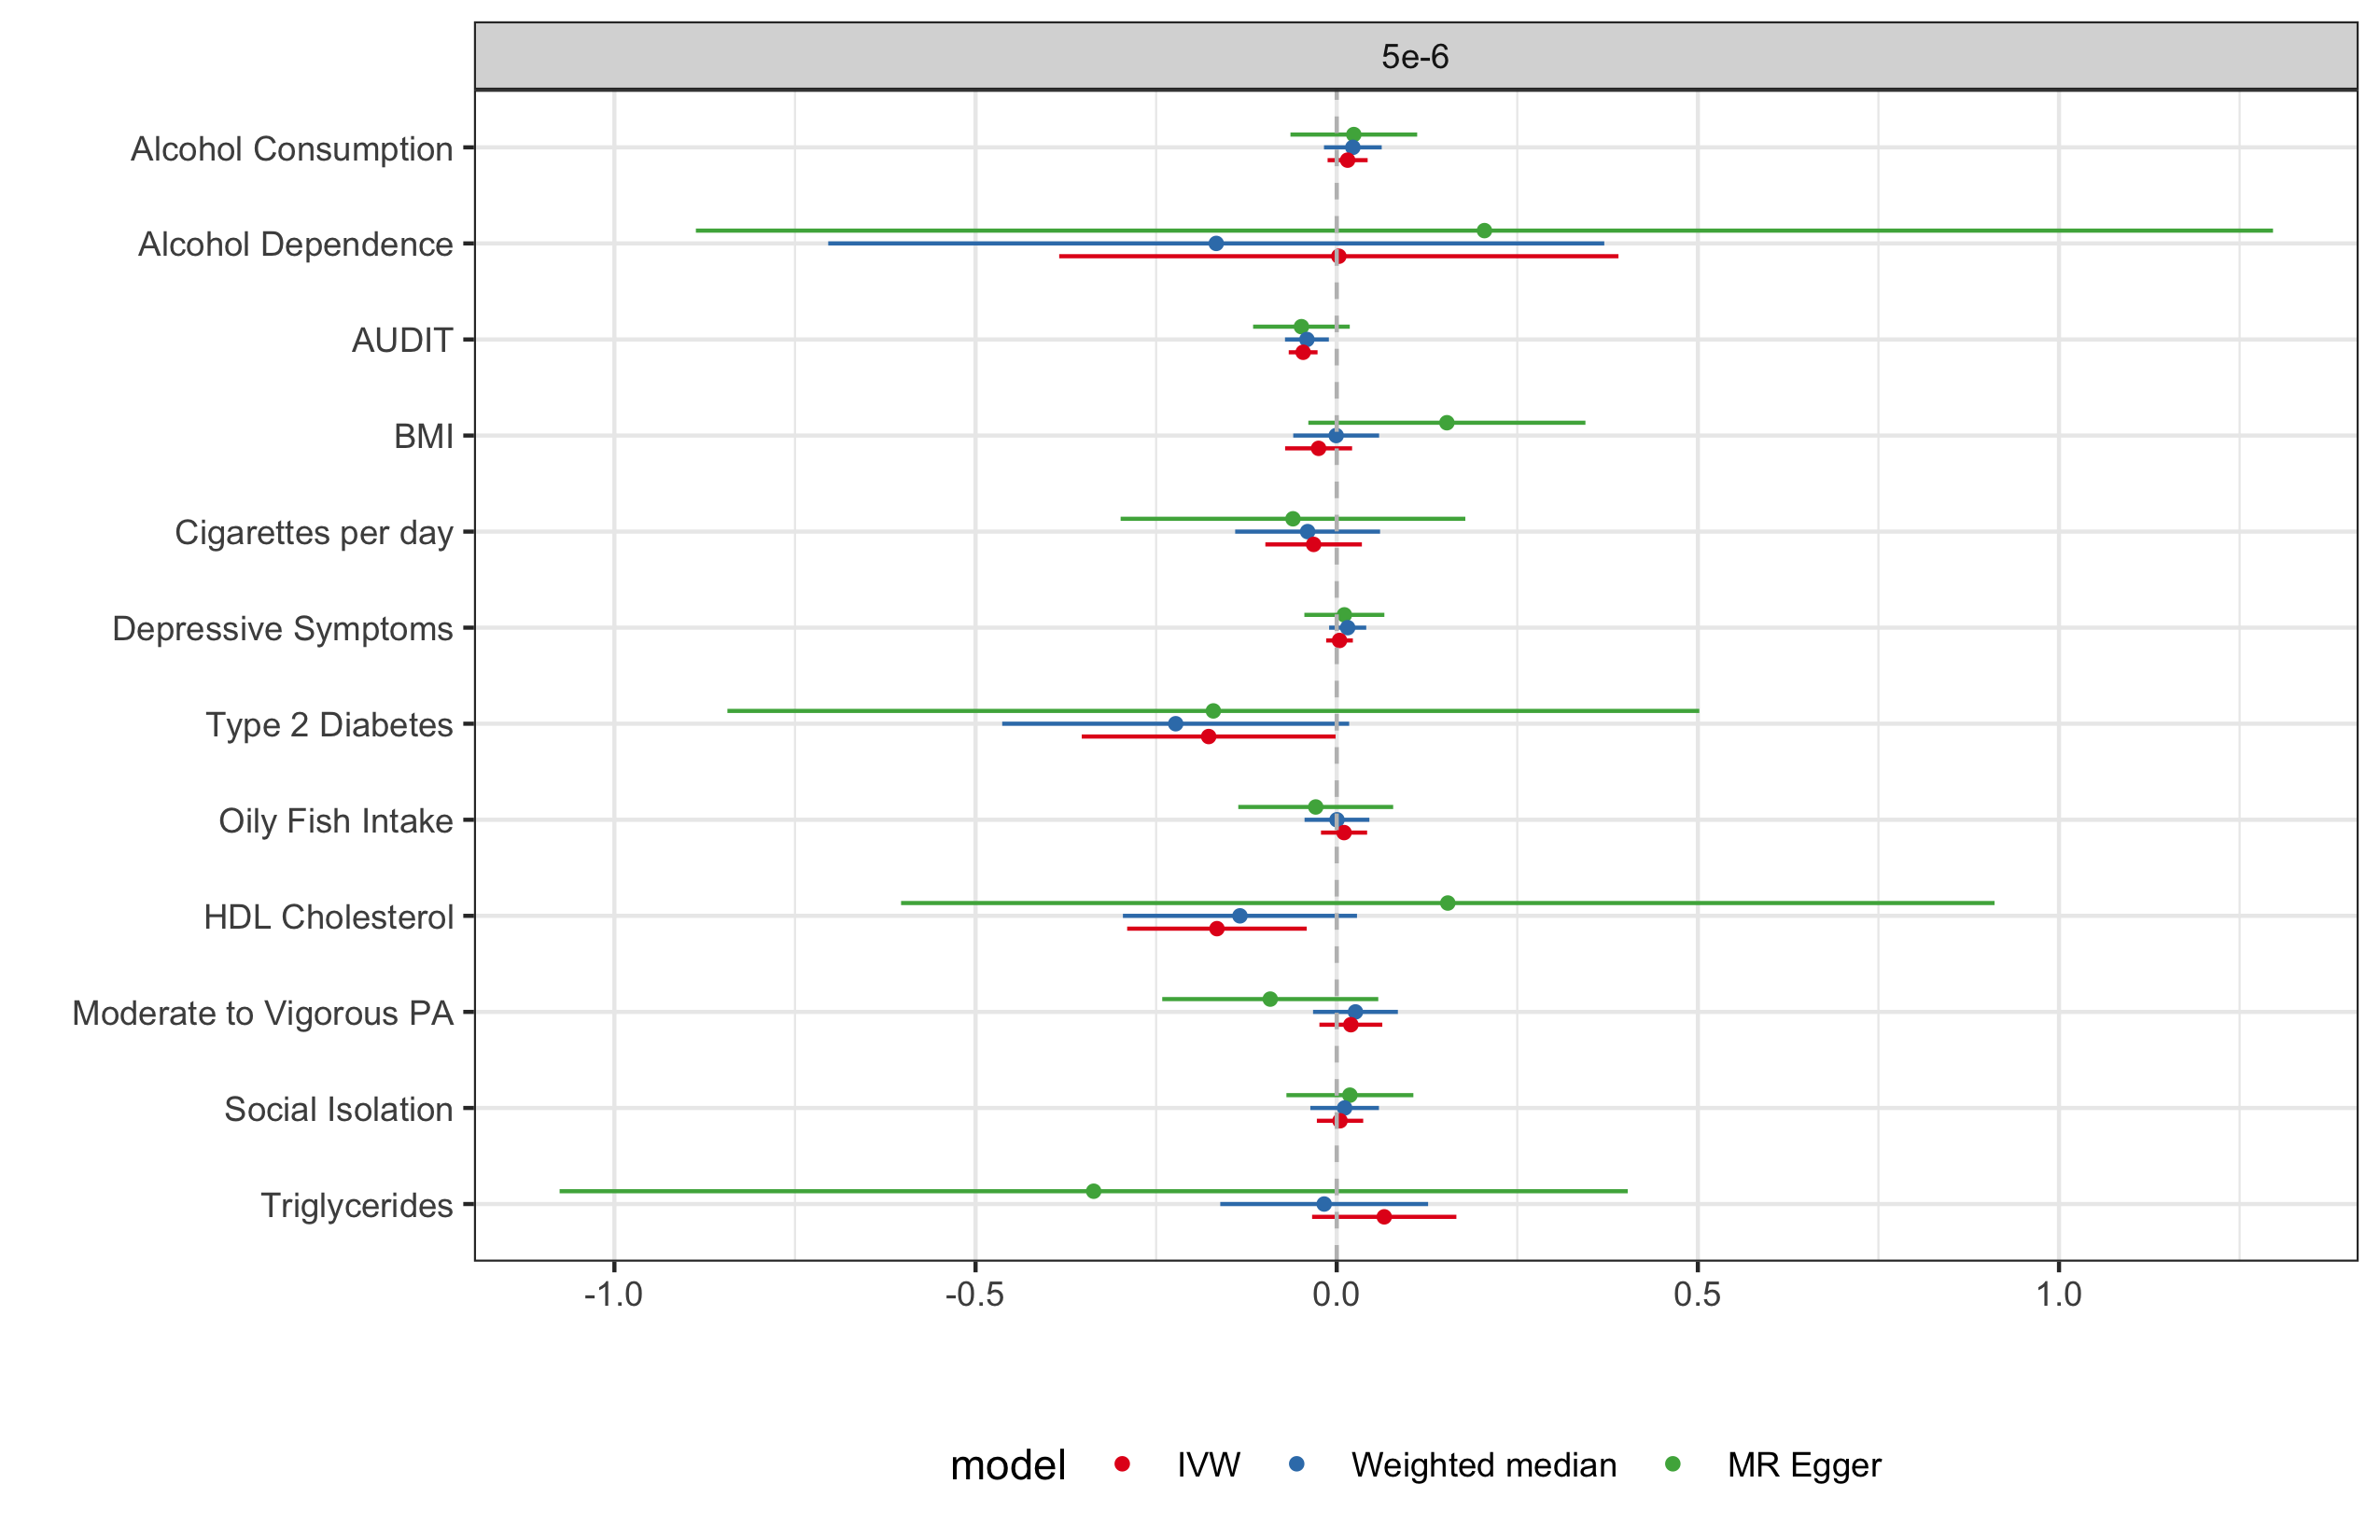 5e-6
Alcohol Consumption
Alcohol Dependence
AUDIT
BMI
Cigarettes per day
Depressive Symptoms
Type 2 Diabetes
Oily Fish Intake
HDL Cholesterol
Moderate to Vigorous PA
Social Isolation
Triglycerides
-1.0 -0.5 0.0 0.5 1.0
model IVW Weighted median MR Egger